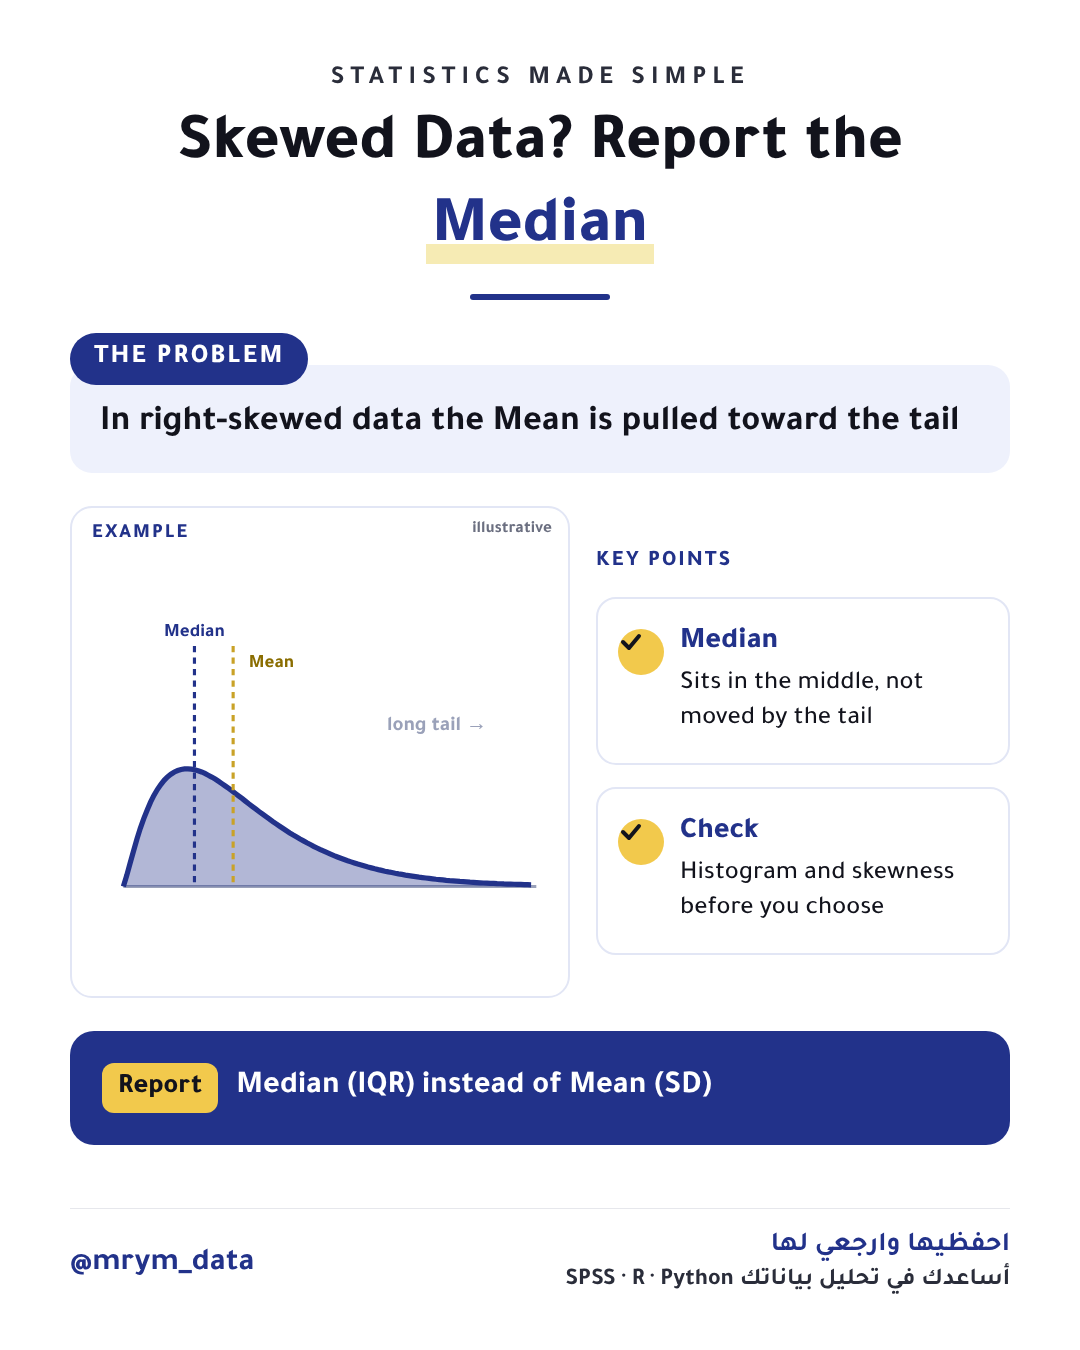 STATISTICS MADE SIMPLE
Skewed Data? Report the
Median
THE PROBLEM
In right-skewed data the Mean is pulled toward the tail
EXAMPLE
illustrative
Median
Mean
long tail →
KEY POINTS
Median
Sits in the middle, not
moved by the tail
Check
Histogram and skewness
before you choose
Report Median (IQR) instead of Mean (SD)
@mrym_data
احفظيها وارجعي لها
أساعدك في تحليل بياناتك SPSS · R · Python